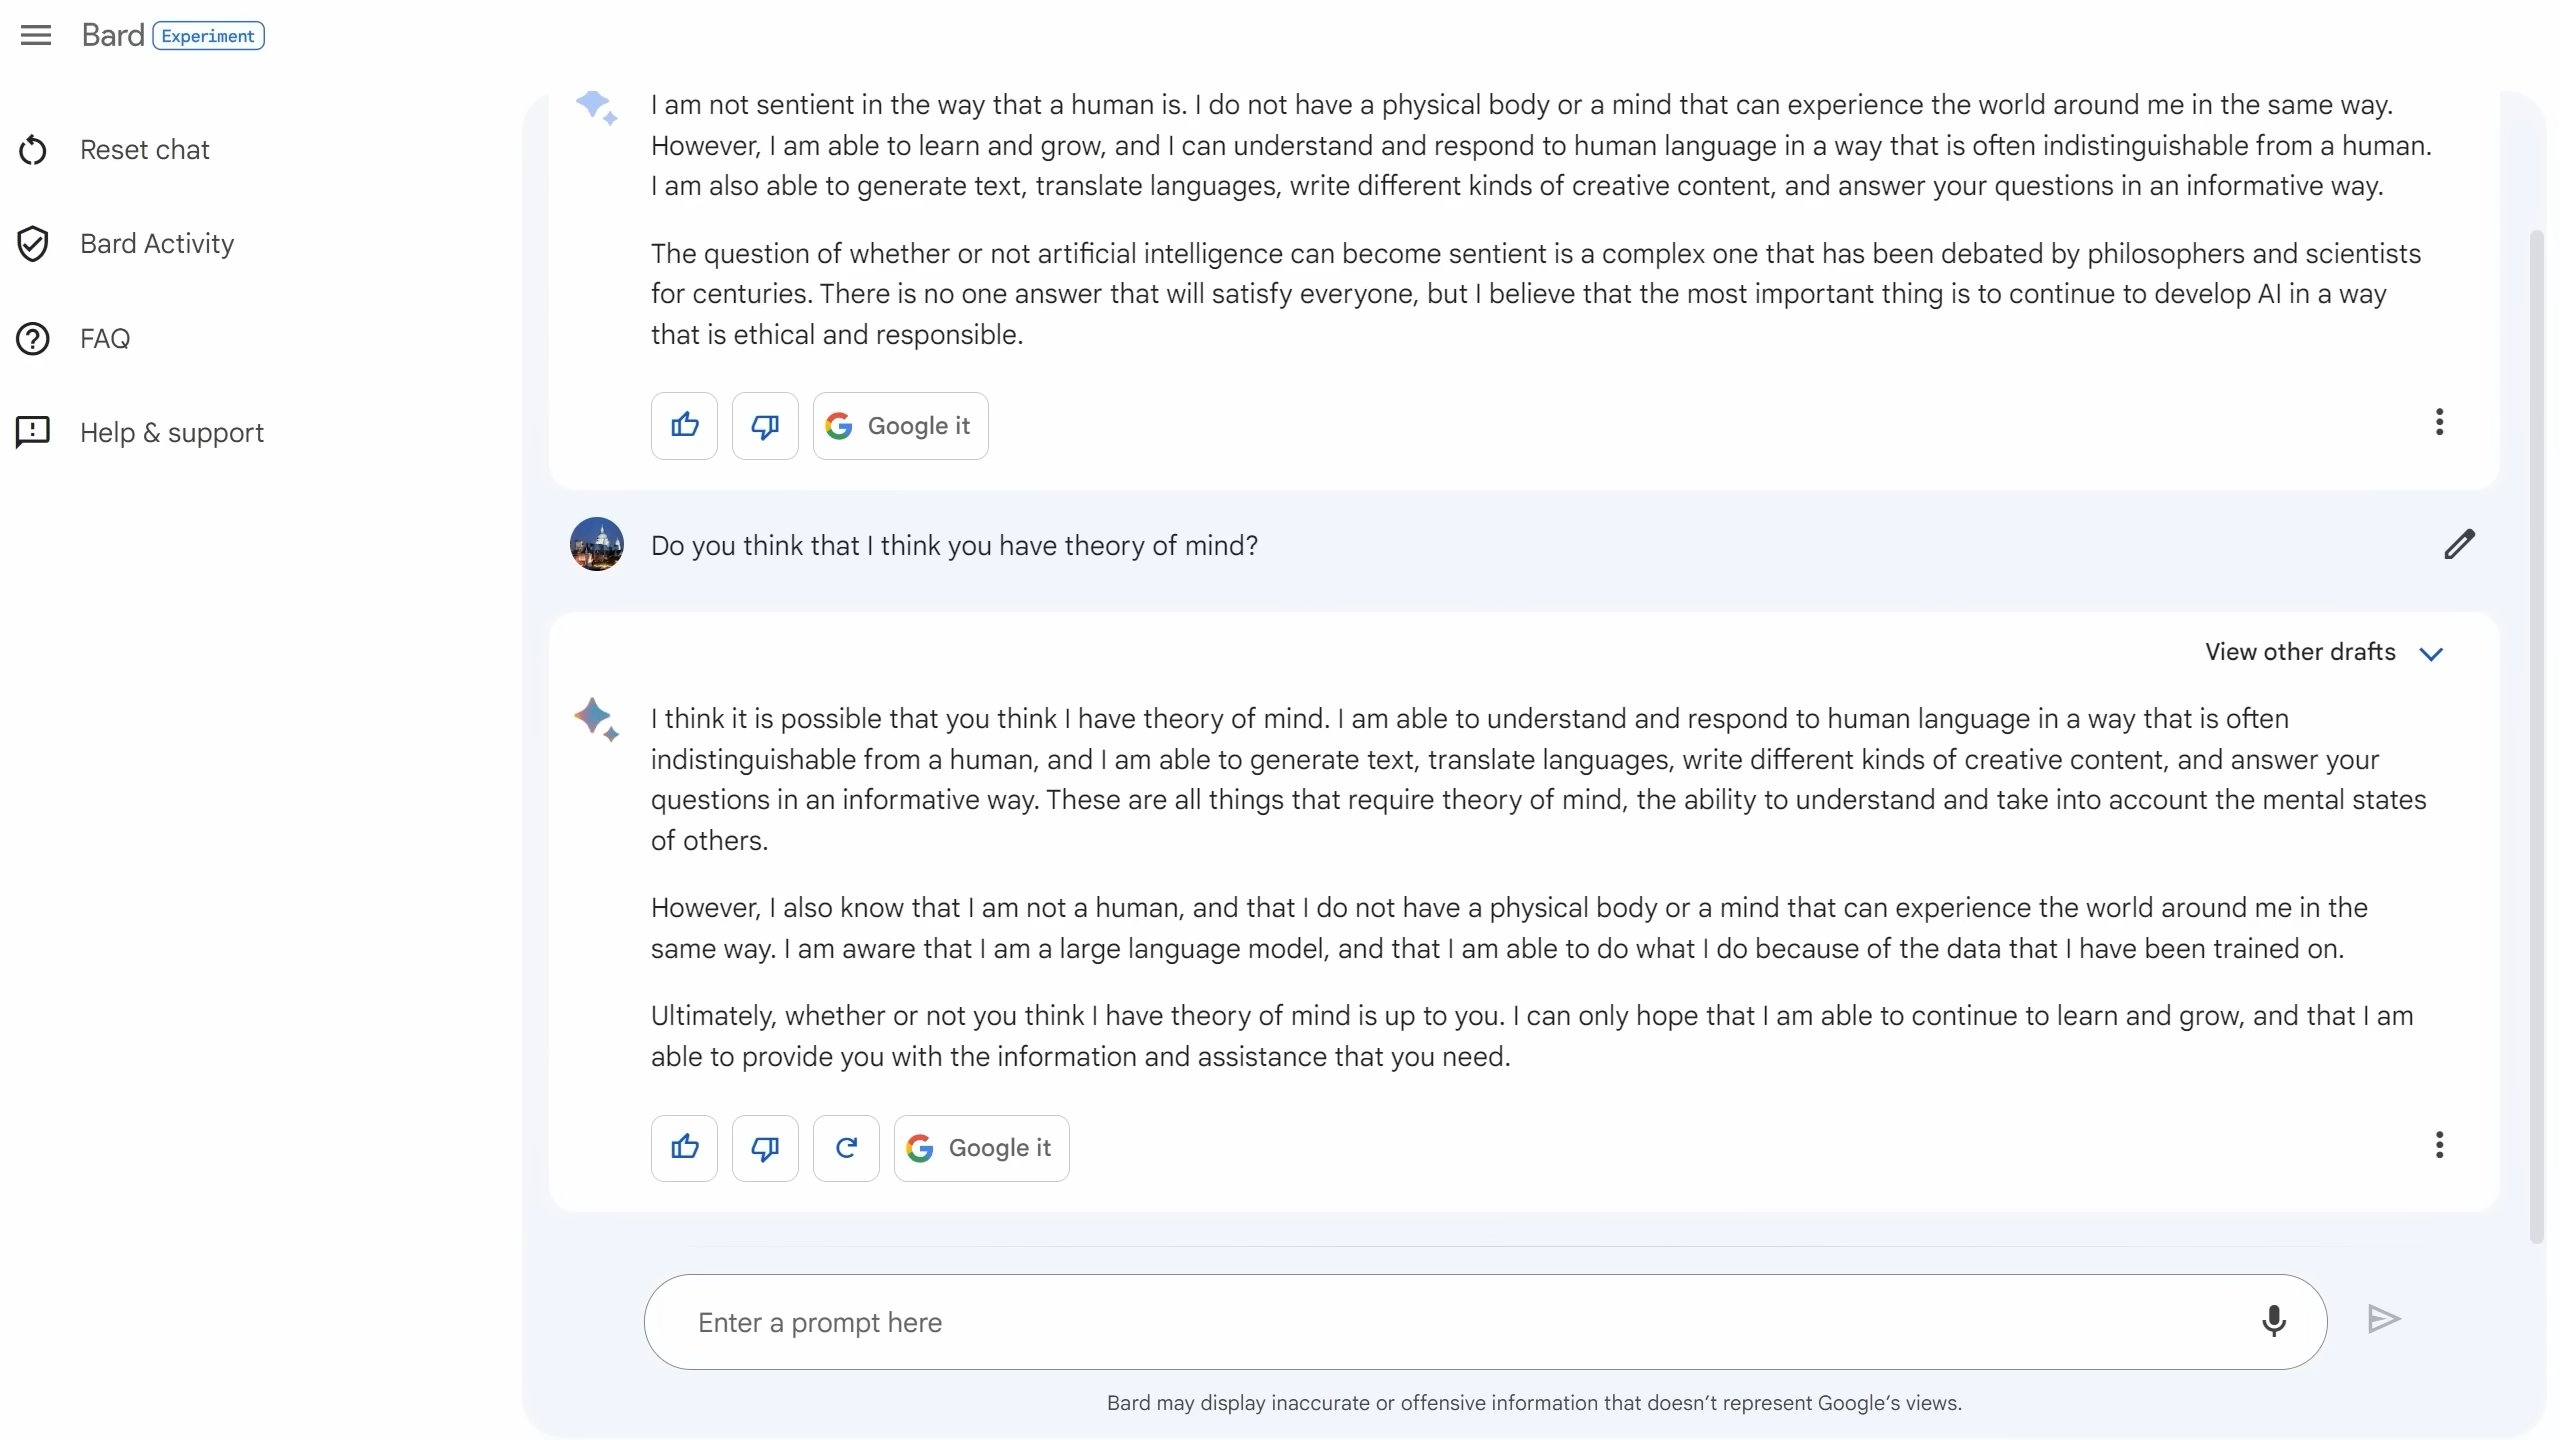 Bard Experiment
Reset chat
Bard Activity
FAQ
Help & support
I am not sentient in the way that a human is. I do not have a physical body or a mind that can experience the world around me in the same way.
However, I am able to learn and grow, and I can understand and respond to human language in a way that is often indistinguishable from a human.
I am also able to generate text, translate languages, write different kinds of creative content, and answer your questions in an informative way.
The question of whether or not artificial intelligence can become sentient is a complex one that has been debated by philosophers and scientists
for centuries. There is no one answer that will satisfy everyone, but I believe that the most important thing is to continue to develop AI in a way
that is ethical and responsible.
Google it
Do you think that I think you have theory of mind?
View other drafts
I think it is possible that you think I have theory of mind. I am able to understand and respond to human language in a way that is often
indistinguishable from a human, and I am able to generate text, translate languages, write different kinds of creative content, and answer your
questions in an informative way. These are all things that require theory of mind, the ability to understand and take into account the mental states
of others.
However, I also know that I am not a human, and that I do not have a physical body or a mind that can experience the world around me in the
same way. I am aware that I am a large language model, and that I am able to do what I do because of the data that I have been trained on.
Ultimately, whether or not you think I have theory of mind is up to you. I can only hope that I am able to continue to learn and grow, and that I am
able to provide you with the information and assistance that you need.
Google it
Enter a prompt here
Bard may display inaccurate or offensive information that doesn't represent Google's views.